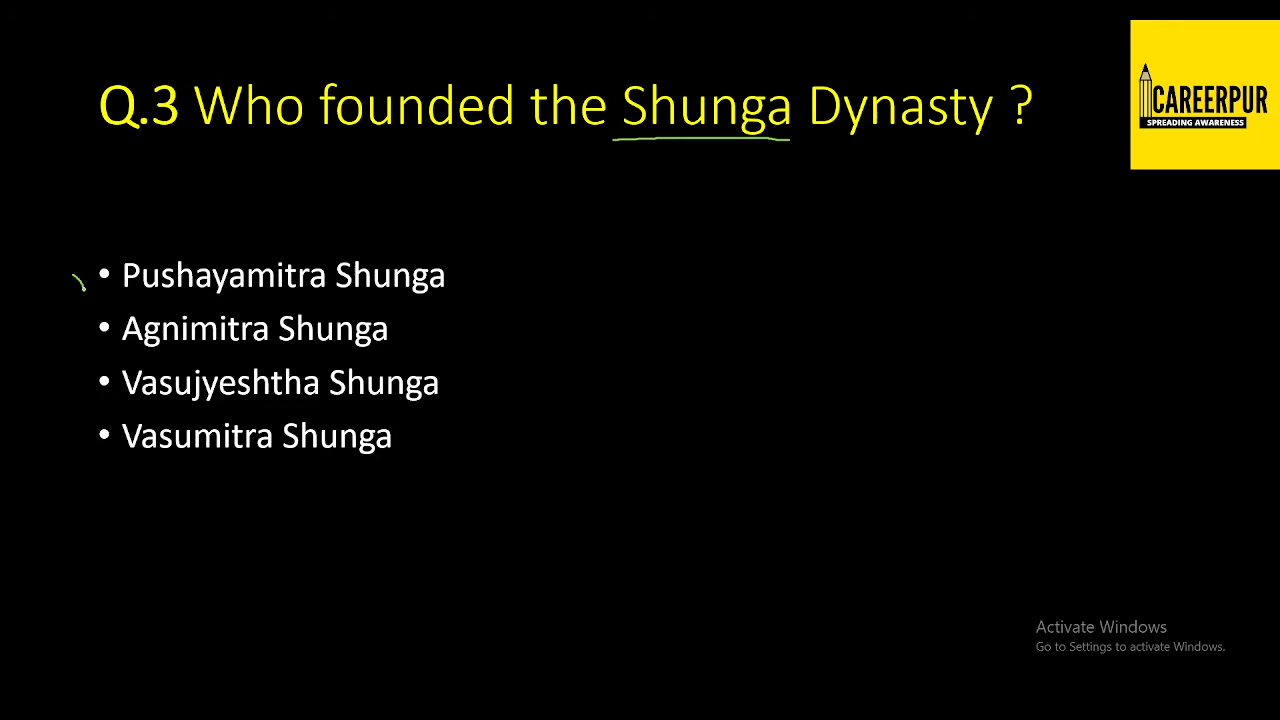 Q.3 Who founded the Shunga Dynasty ?
CAREERPUR
SPREADING AWARENESS
• Pushayamitra Shunga
• Agnimitra Shunga
• Vasujyeshtha Shunga
• Vasumitra Shunga
Activate Windows
Go to Settings to activate Windows.